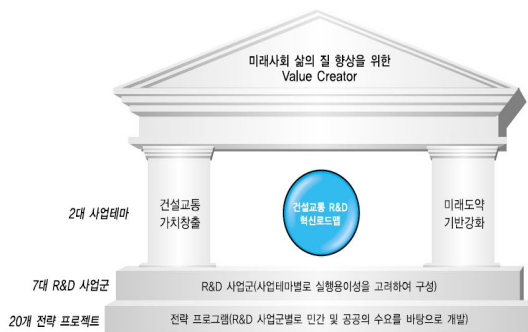 미래사회 삶의 질 향상을 위한
Value Creator
2대 사업테마
건설교통
가치창출
건설교통 R&D
혁신로드맵
미래도약
기반강화
7대 R&D 사업군
R&D 사업군(사업테마별로 실행용이성을 고려하여 구성)
20개 전략 프로젝트
전략 프로그램(R&D 사업군별로 민간 및 공공의 수요를 바탕으로 개발)